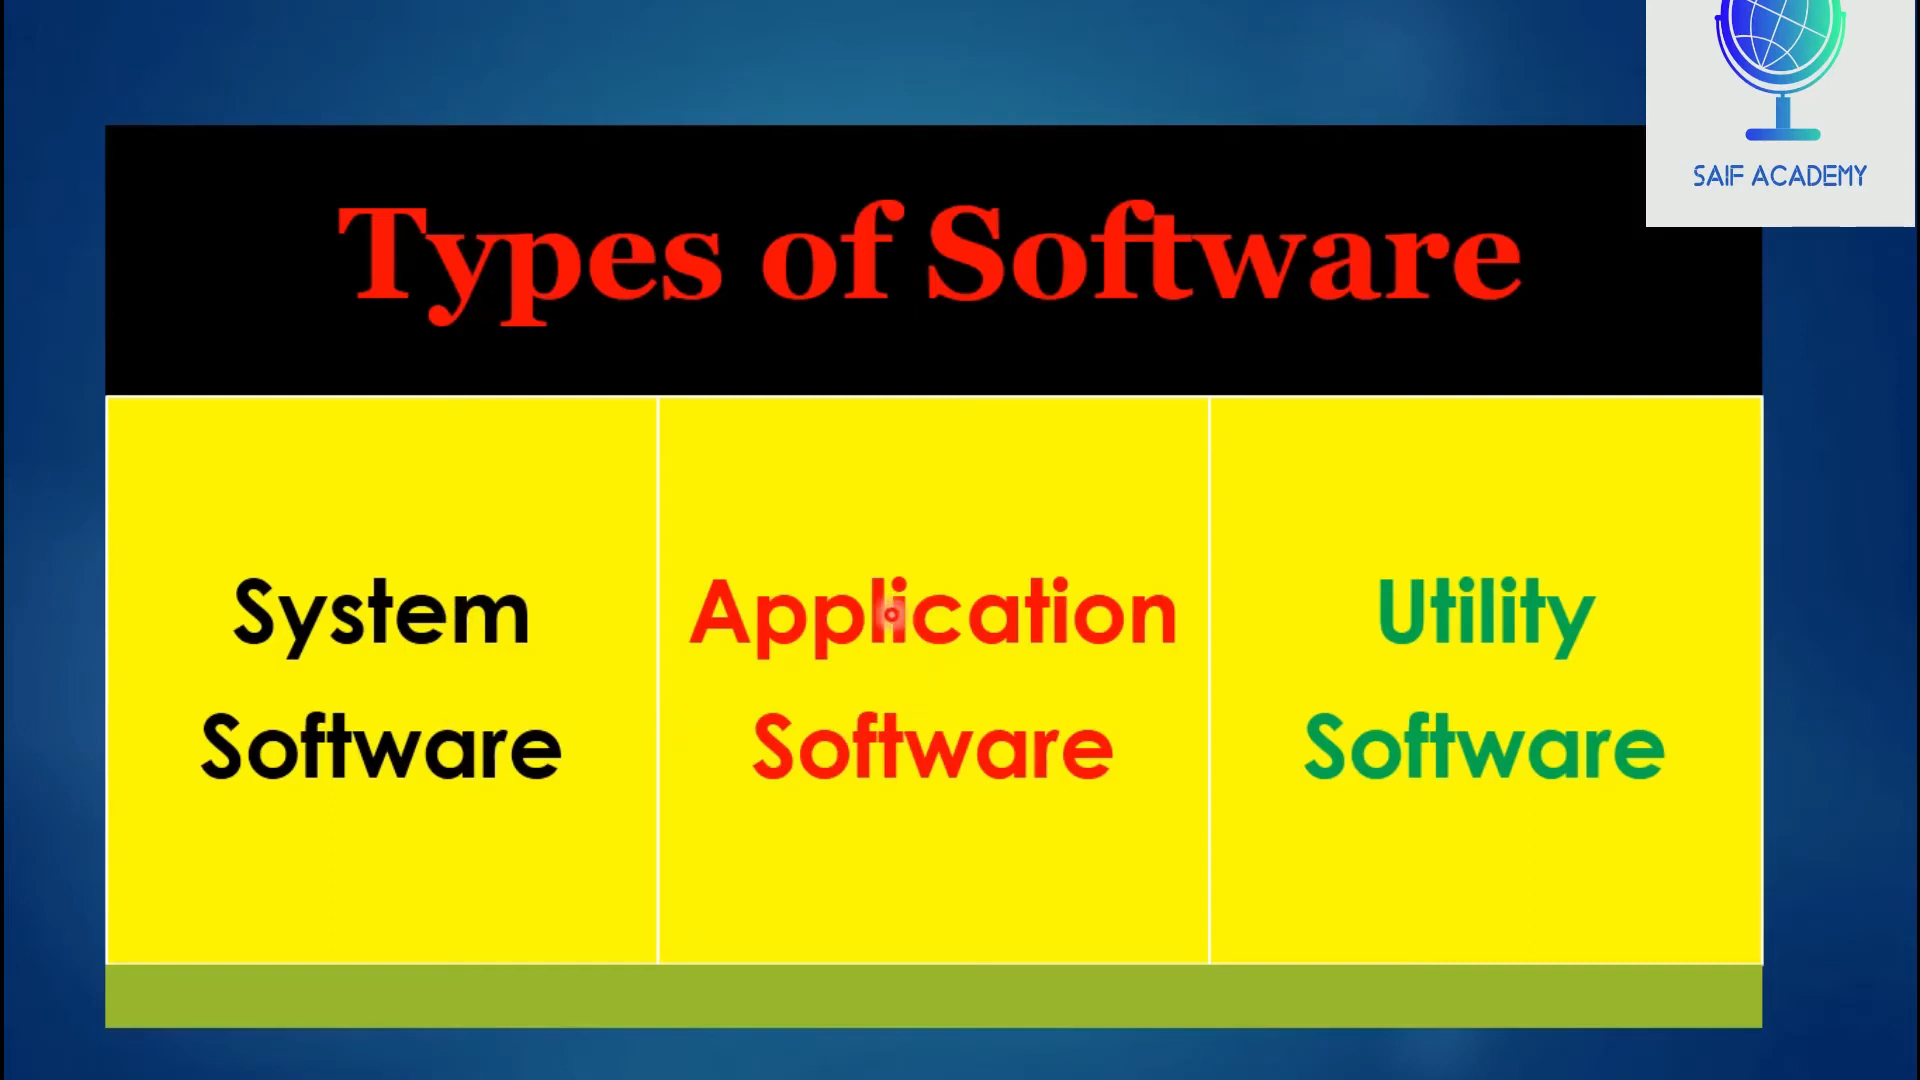 SAIF ACADEMY
Types of Software
System
Software
Application
Software
Utility
Software